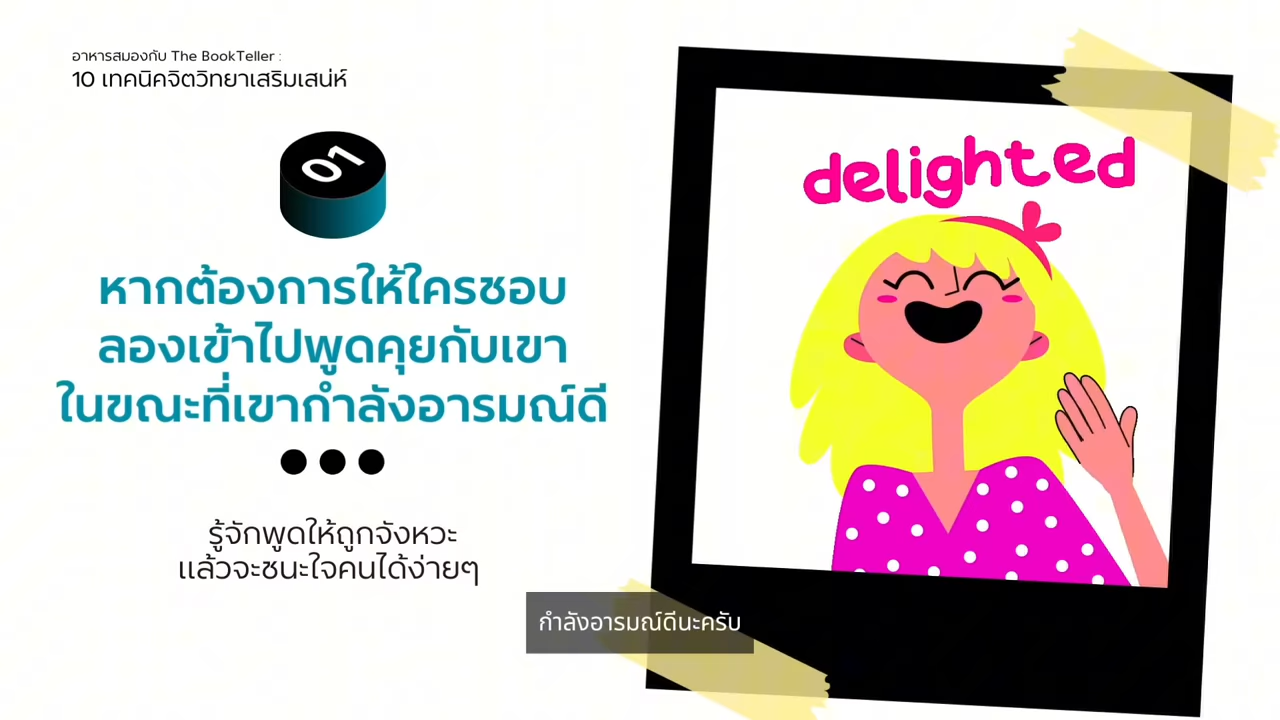 อาหารสมองกับ The BookTeller :
10 เทคนิคจิตวิทยาเสริมเสน่ห์
01
หากต้องการให้ใครชอบ
ลองเข้าไปพูดคุยกับเขา
ในขณะที่เขากำลังอารมณ์ดี
รู้จักพูดให้ถูกจังหวะ
แล้วจะชนะใจคนได้ง่ายๆ
delighted
กำลังอารมณ์ดีนะครับ